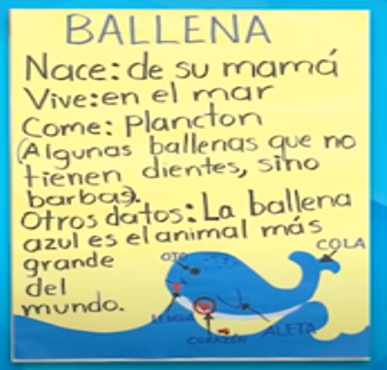 BALLENA
Nace: de su mamá
Vive: en el mar
Come: Plancton
(Algunas ballenas que no
tienen dientes, sino
barbas).
Otros datos: La ballena
azul es el animal más
grande
del
mundo.
COLA
OJO
LENGUA
CORAZÓN
ALETA